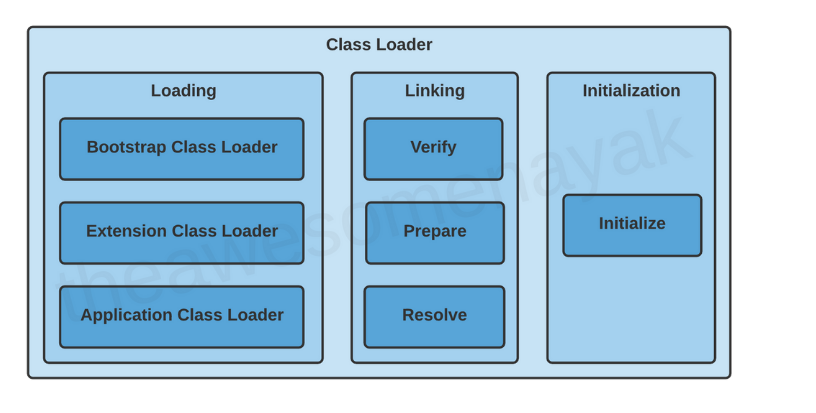 Class Loader
Loading
Bootstrap Class Loader
Extension Class Loader
Application Class Loader
Linking
Verify
Prepare
Resolve
Initialization
Initialize
theawesomenayak